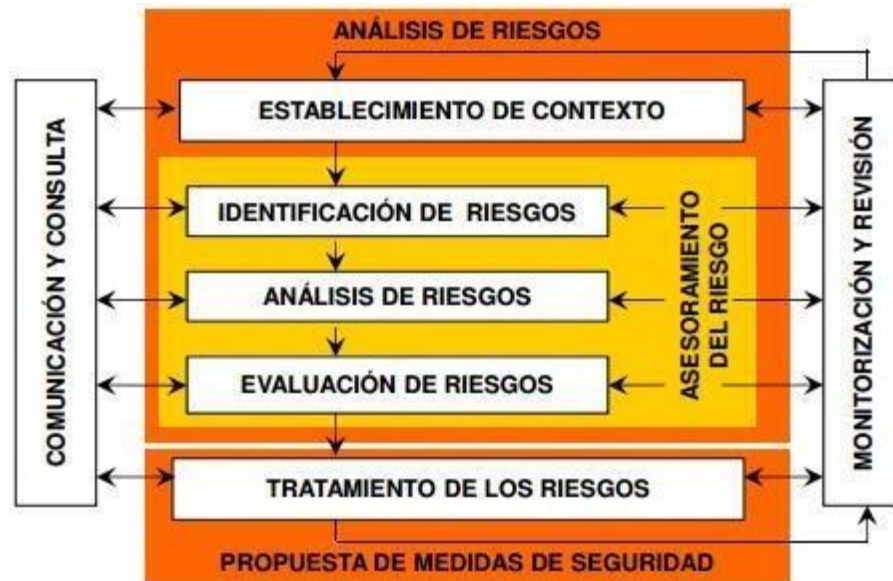 ANÁLISIS DE RIESGOS
ESTABLECIMIENTO DE CONTEXTO
COMUNICACIÓN Y CONSULTA
IDENTIFICACIÓN DE RIESGOS
ANÁLISIS DE RIESGOS
EVALUACIÓN DE RIESGOS
ASESORAMIENTO
DEL RIESGO
MONITORIZACIÓN Y REVISIÓN
TRATAMIENTO DE LOS RIESGOS
PROPUESTA DE MEDIDAS DE SEGURIDAD